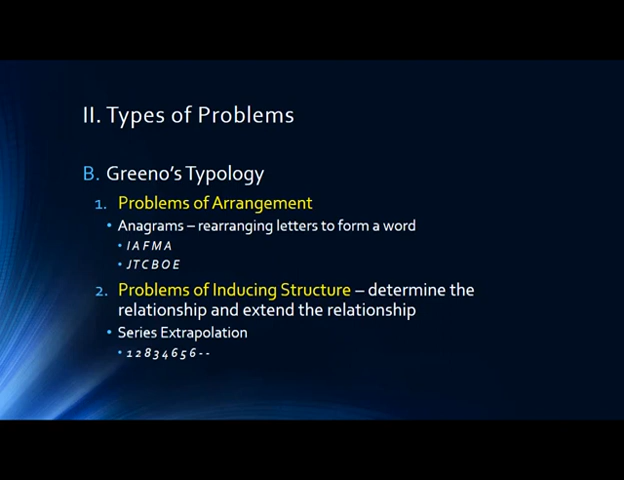 II. Types of Problems
B. Greeno's Typology
1. Problems of Arrangement
• Anagrams – rearranging letters to form a word
• I A F M A
• J T C B O E
2. Problems of Inducing Structure – determine the
relationship and extend the relationship
• Series Extrapolation
• 1 2 8 3 4 6 5 6 - -